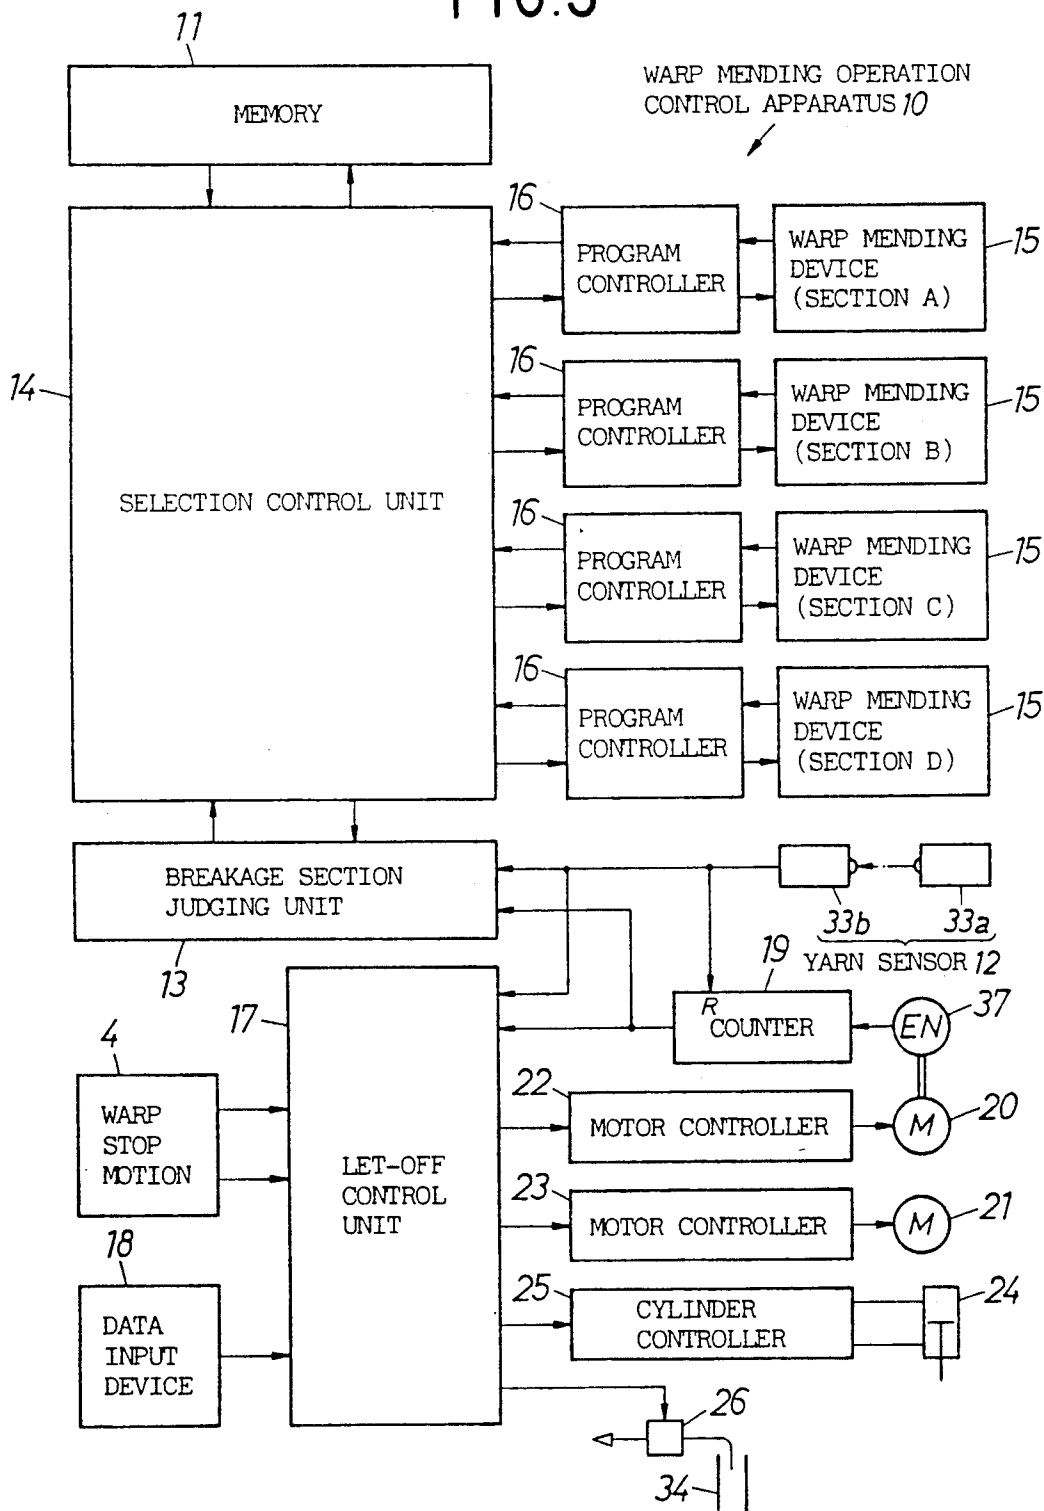 FIG.3
11
MEMORY
WARP MENDING OPERATION
CONTROL APPARATUS 10
14
SELECTION CONTROL UNIT
16
PROGRAM
CONTROLLER
WARP MENDING
DEVICE
(SECTION A)
15
16
PROGRAM
CONTROLLER
WARP MENDING
DEVICE
(SECTION B)
15
16
PROGRAM
CONTROLLER
WARP MENDING
DEVICE
(SECTION C)
15
16
PROGRAM
CONTROLLER
WARP MENDING
DEVICE
(SECTION D)
15
BREAKAGE SECTION
JUDGING UNIT
13
33b
33a
YARN SENSOR 12
19
R
COUNTER
EN
37
17
LET-OFF
CONTROL
UNIT
4
WARP
STOP
MOTION
18
DATA
INPUT
DEVICE
22
MOTOR CONTROLLER
M
20
23
MOTOR CONTROLLER
M
21
25
CYLINDER
CONTROLLER
24
26
34